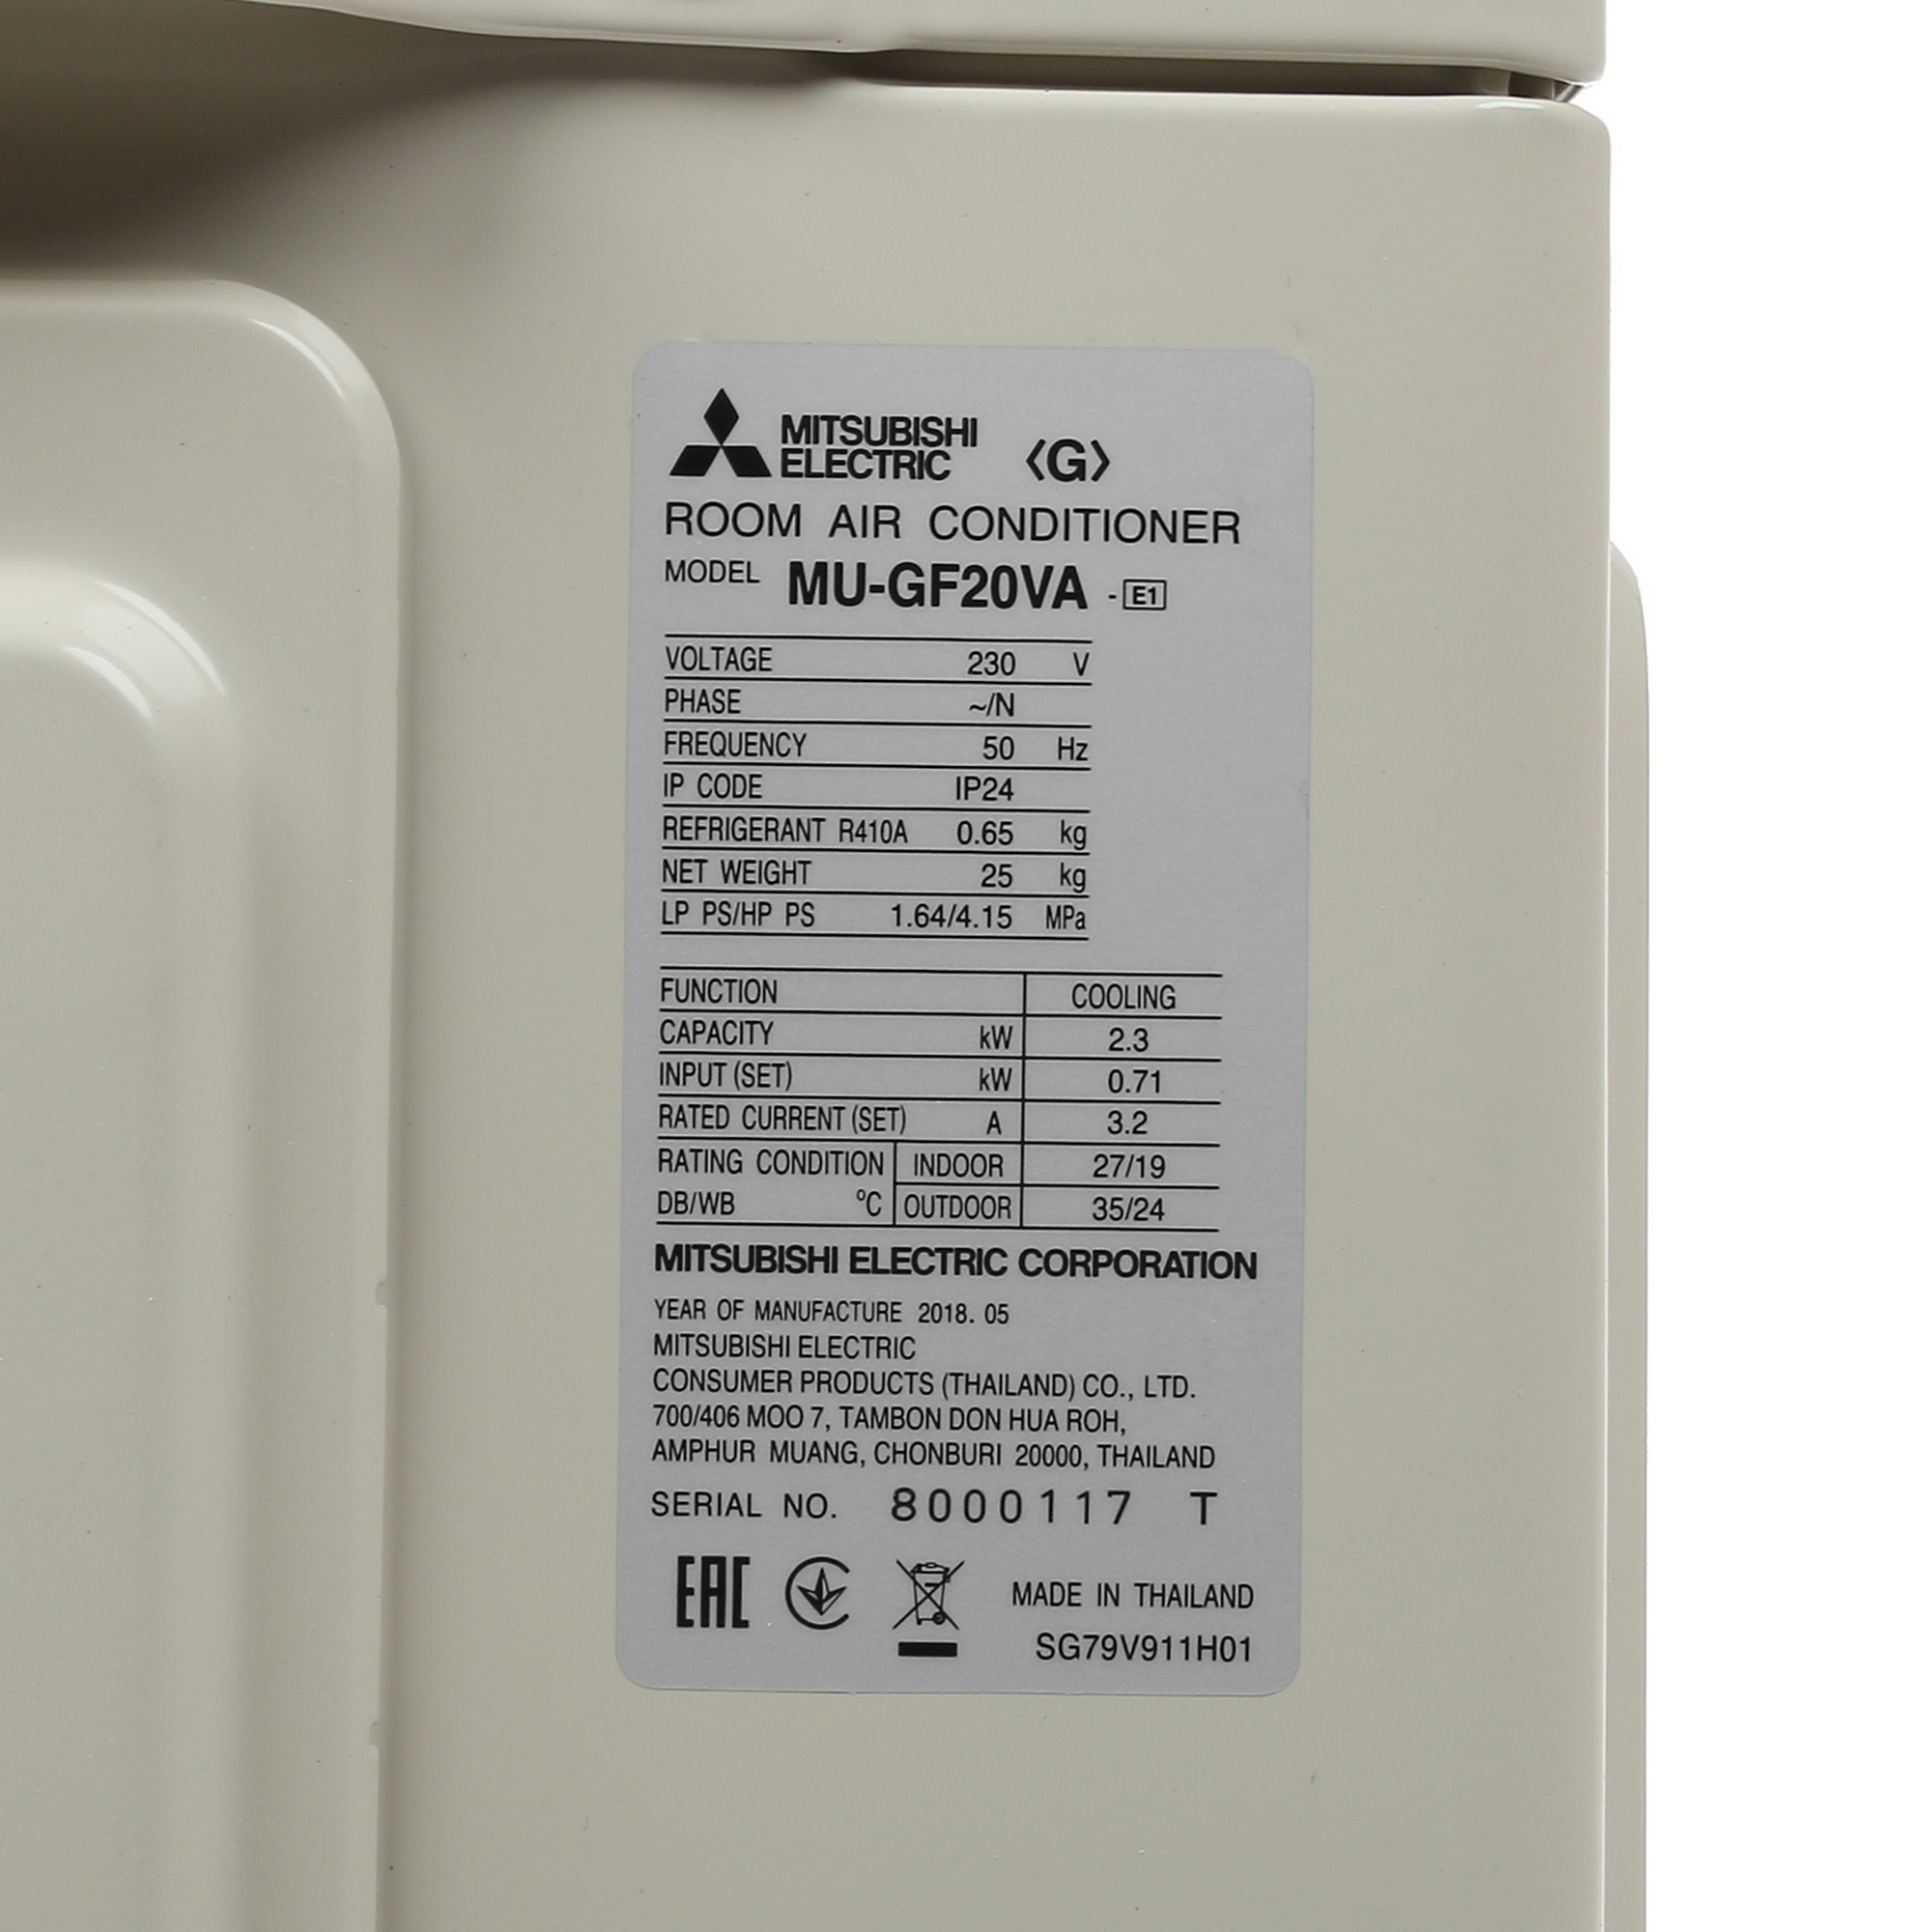 MITSUBISHI
ELECTRIC 〈G〉
ROOM AIR CONDITIONER
MODEL MU-GF20VA -E1
VOLTAGE 230 V
PHASE ~/N
FREQUENCY 50 Hz
IP CODE IP24
REFRIGERANT R410A 0.65 kg
NET WEIGHT 25 kg
LP PS/HP PS 1.64/4.15 MPa
FUNCTION COOLING
CAPACITY kW 2.3
INPUT (SET) kW 0.71
RATED CURRENT (SET) A 3.2
RATING CONDITION INDOOR 27/19
DB/WB ºC OUTDOOR 35/24
MITSUBISHI ELECTRIC CORPORATION
YEAR OF MANUFACTURE 2018. 05
MITSUBISHI ELECTRIC
CONSUMER PRODUCTS (THAILAND) CO., LTD.
700/406 MOO 7, TAMBON DON HUA ROH,
AMPHUR MUANG, CHONBURI 20000, THAILAND
SERIAL NO. 8000117 T
EAC MADE IN THAILAND
SG79V911H01